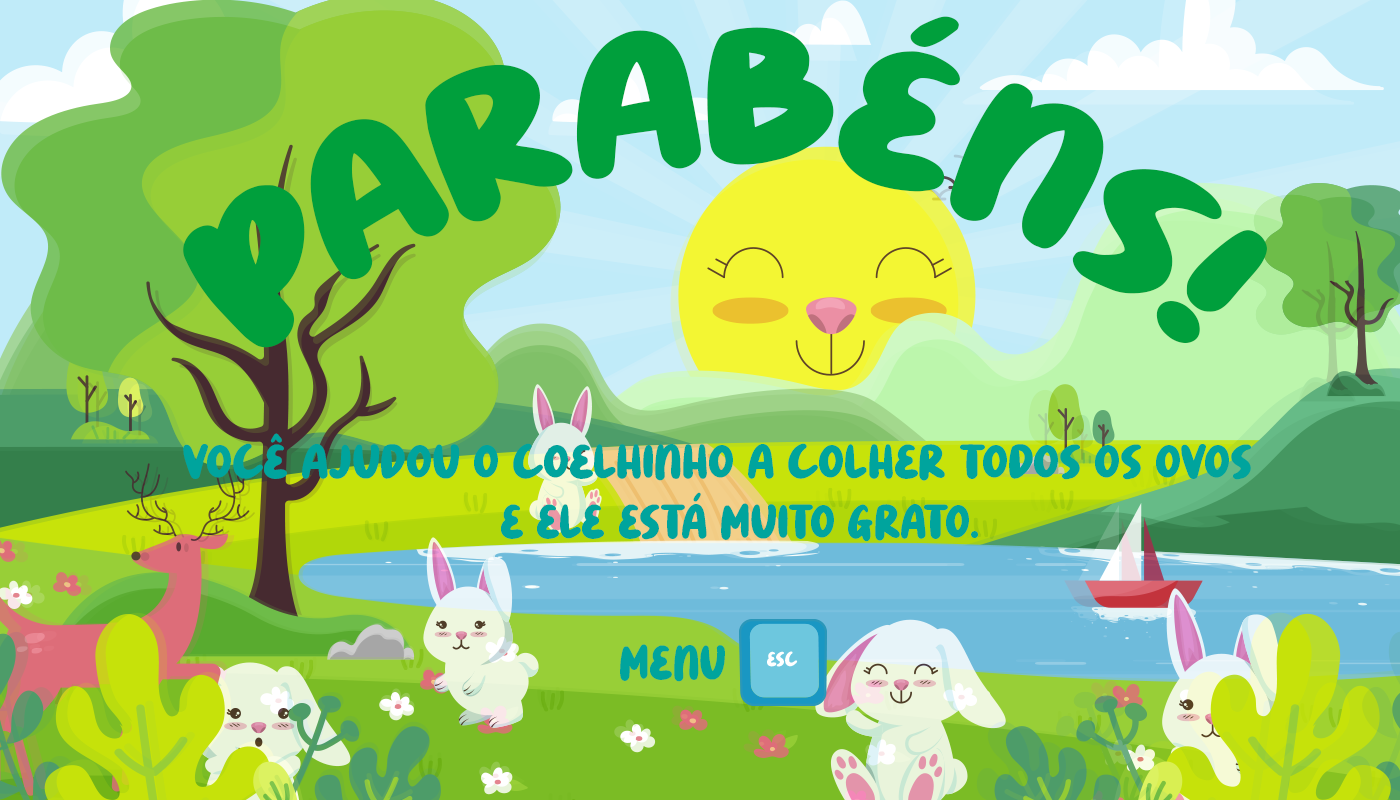 PARABÉNS!
VOCÊ AJUDOU O COELHINHO A COLHER TODOS OS OVOS
E ELE ESTÁ MUITO GRATO.
MENU ESC